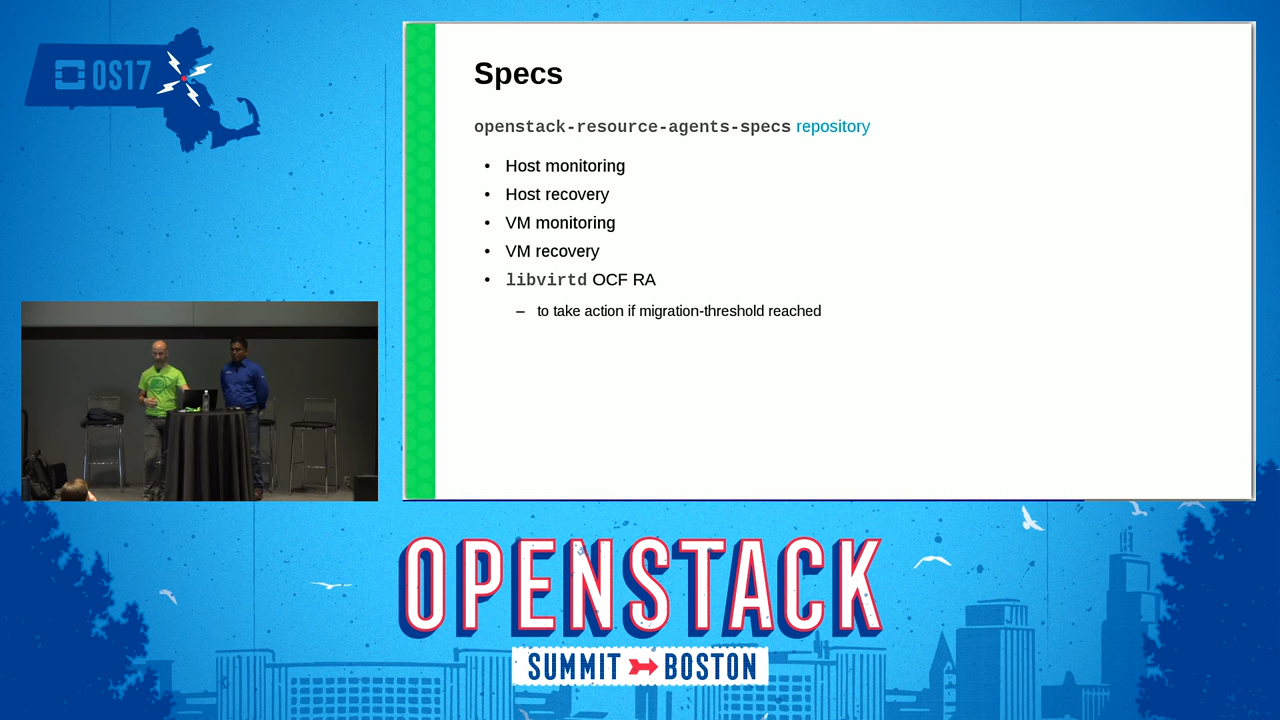 OS17
Specs
openstack-resource-agents-specs repository
• Host monitoring
• Host recovery
• VM monitoring
• VM recovery
• libvirtd OCF RA
– to take action if migration-threshold reached
OPENSTACK
SUMMIT BOSTON